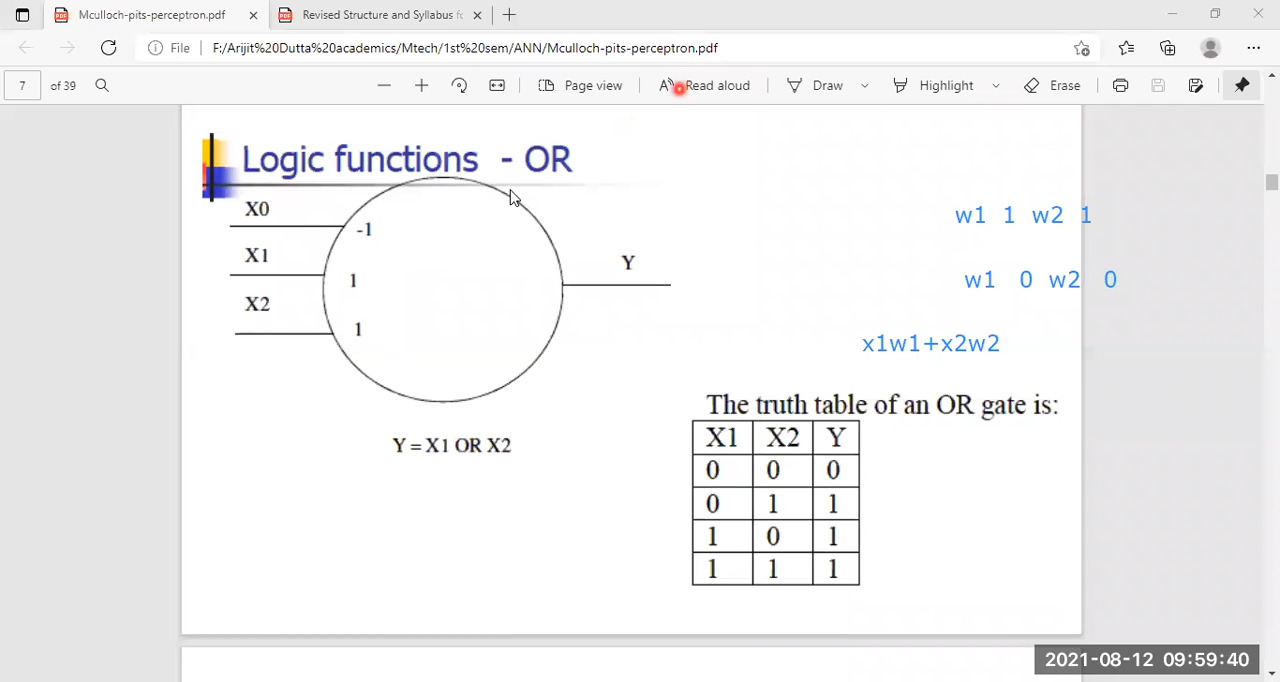 Mculloch-pits-perceptron.pdf
Revised Structure and Syllabus fo
File
F:/Arijit%20Dutta%20academics/Mtech/1st%20sem/ANN/Mculloch-pits-perceptron.pdf
7 of 39
Page view
Read aloud
Draw
Highlight
Erase
Logic functions - OR
X0
-1
X1
1
X2
1
Y
Y = X1 OR X2
w1 1 w2 1
w1 0 w2 0
x1w1+x2w2
The truth table of an OR gate is:
X1 X2 Y
0 0 0
0 1 1
1 0 1
1 1 1
2021-08-12 09:59:40